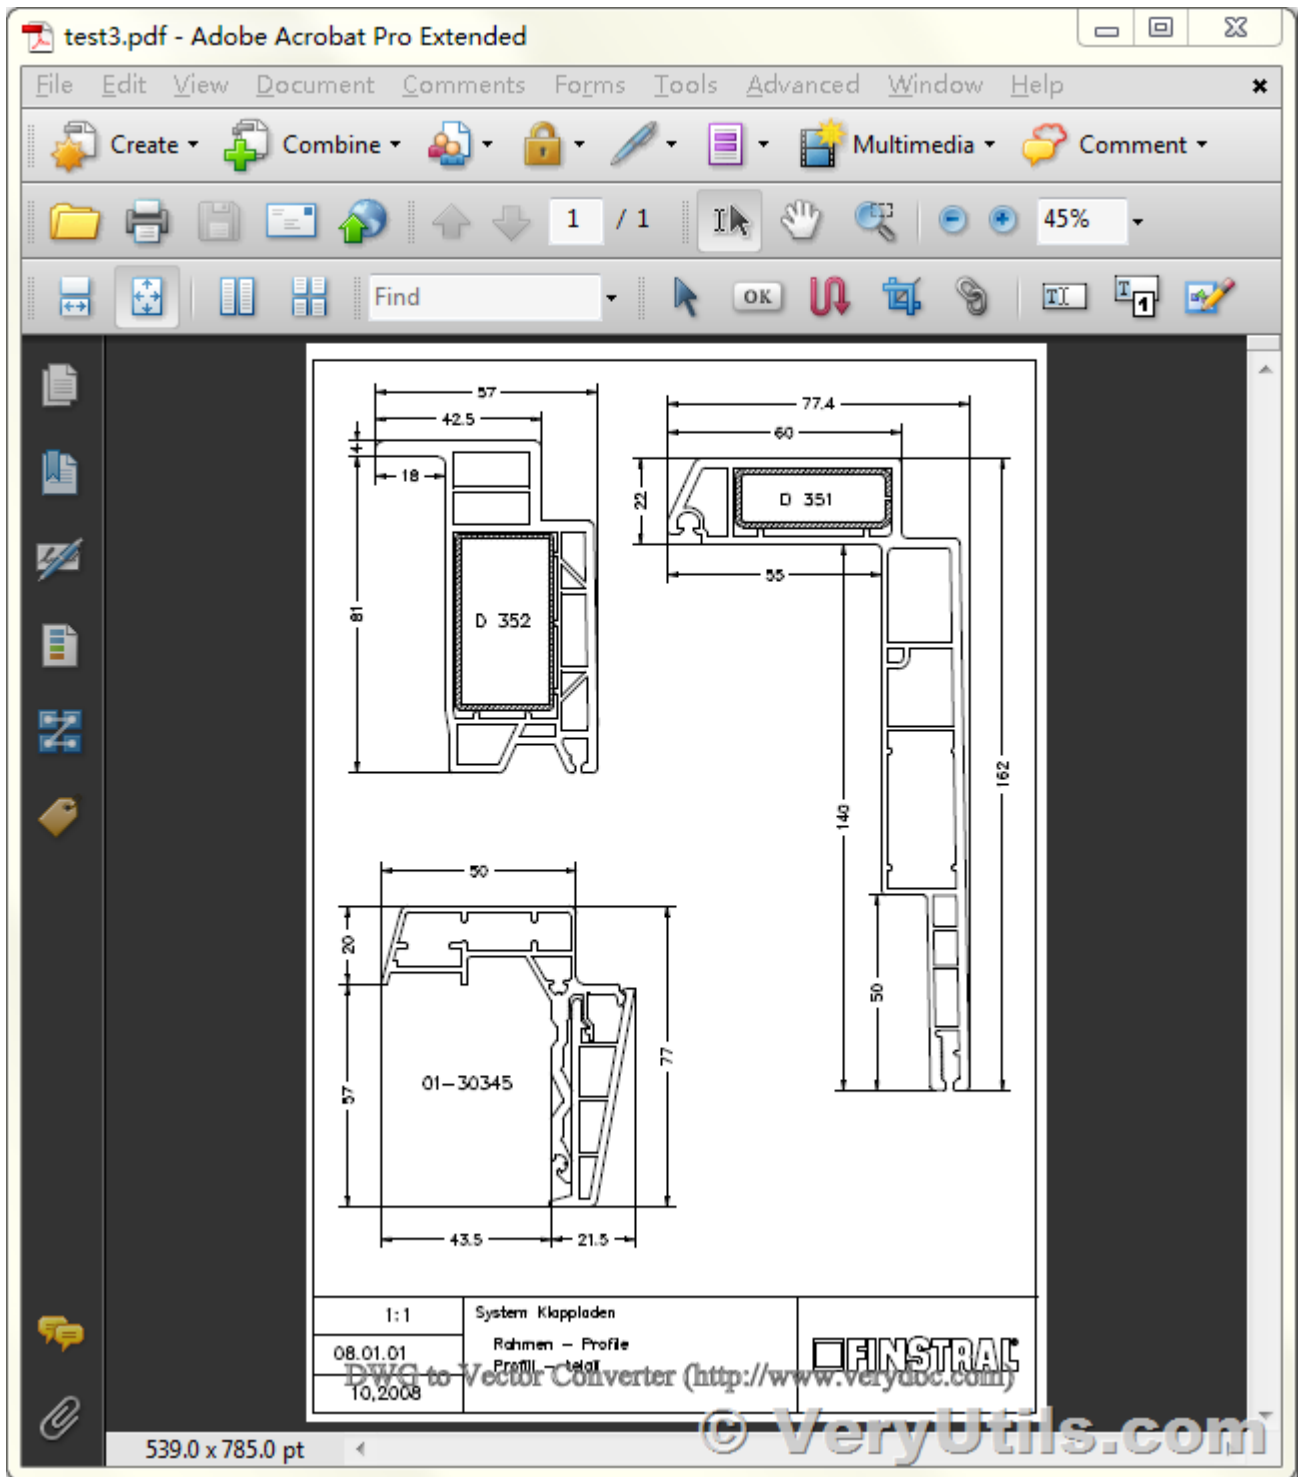 test3.pdf - Adobe Acrobat Pro Extended
File Edit View Document Comments Forms Tools Advanced Window Help
Create Combine Multimedia Comment
1 / 1 45%
Find OK T 1
57
42.5
4
18
81
D 352
77.4
60
22
D 351
55
140
162
50
50
20
57
01-30345
77
43.5
21.5
1:1
08.01.01
10,2008
System Klappladen
Rahmen - Profile
Profili - telai
FINSTRAL
DWG to Vector Converter (http://www.verydoc.com)
© VeryUtils.com
539.0 x 785.0 pt